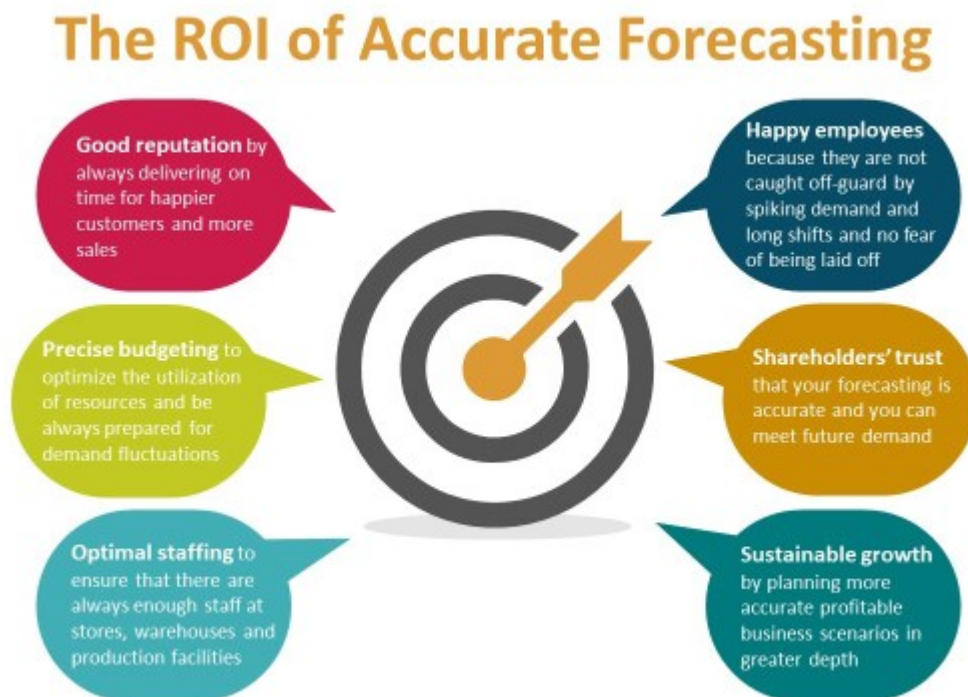 The ROI of Accurate Forecasting
Good reputation by
always delivering on
time for happier
customers and more
sales
Happy employees
because they are not
caught off-guard by
spiking demand and
long shifts and no fear
of being laid off
Precise budgeting to
optimize the utilization
of resources and be
always prepared for
demand fluctuations
Shareholders’ trust
that your forecasting is
accurate and you can
meet future demand
Optimal staffing to
ensure that there are
always enough staff at
stores, warehouses and
production facilities
Sustainable growth
by planning more
accurate profitable
business scenarios in
greater depth